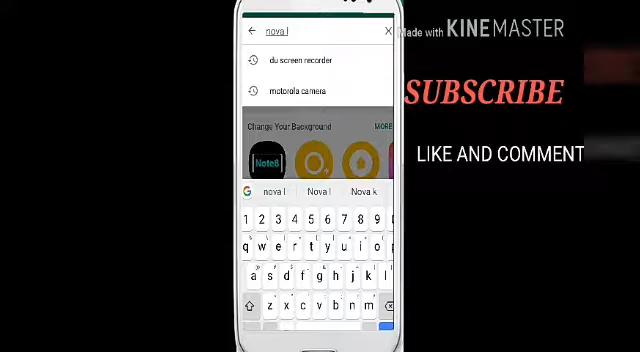 nova l
Made with KINEMASTER
du screen recorder
motorola camera
SUBSCRIBE
Change Your Background
MORE
LIKE AND COMMENT
Note8
G nova l Nova l Nova k
1 2 3 4 5 6 7 8 9
q w e r t y u i o p
a s d f g h j k l
z x c v b n m